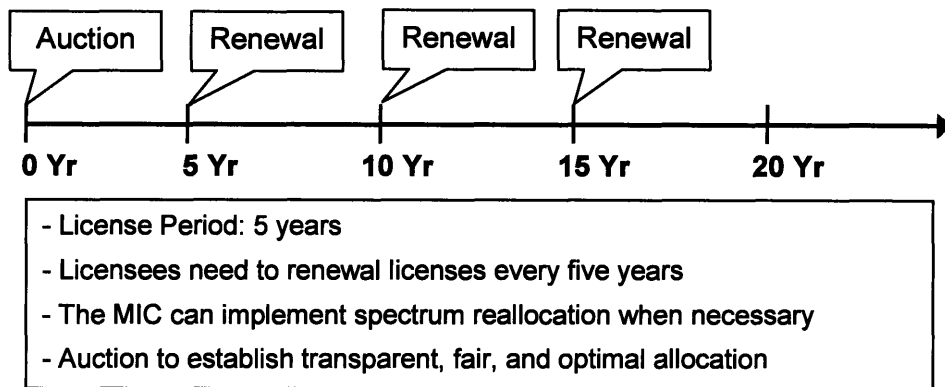 Auction Renewal Renewal Renewal
0 Yr 5 Yr 10 Yr 15 Yr 20 Yr
- License Period: 5 years
- Licensees need to renewal licenses every five years
- The MIC can implement spectrum reallocation when necessary
- Auction to establish transparent, fair, and optimal allocation